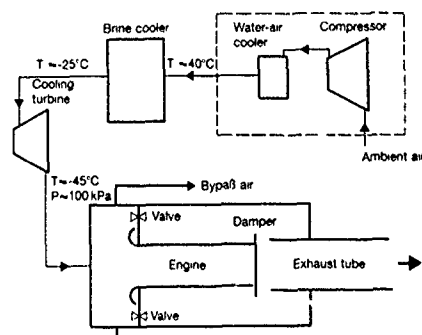 Brine cooler
Water-air
cooler
Compressor
T≈-25°C
T≈40°C
Cooling
turbine
Ambient air
T≈-45°C
P≈100 kPa
Bypaß air
Valve
Damper
Engine
Exhaust tube
Valve